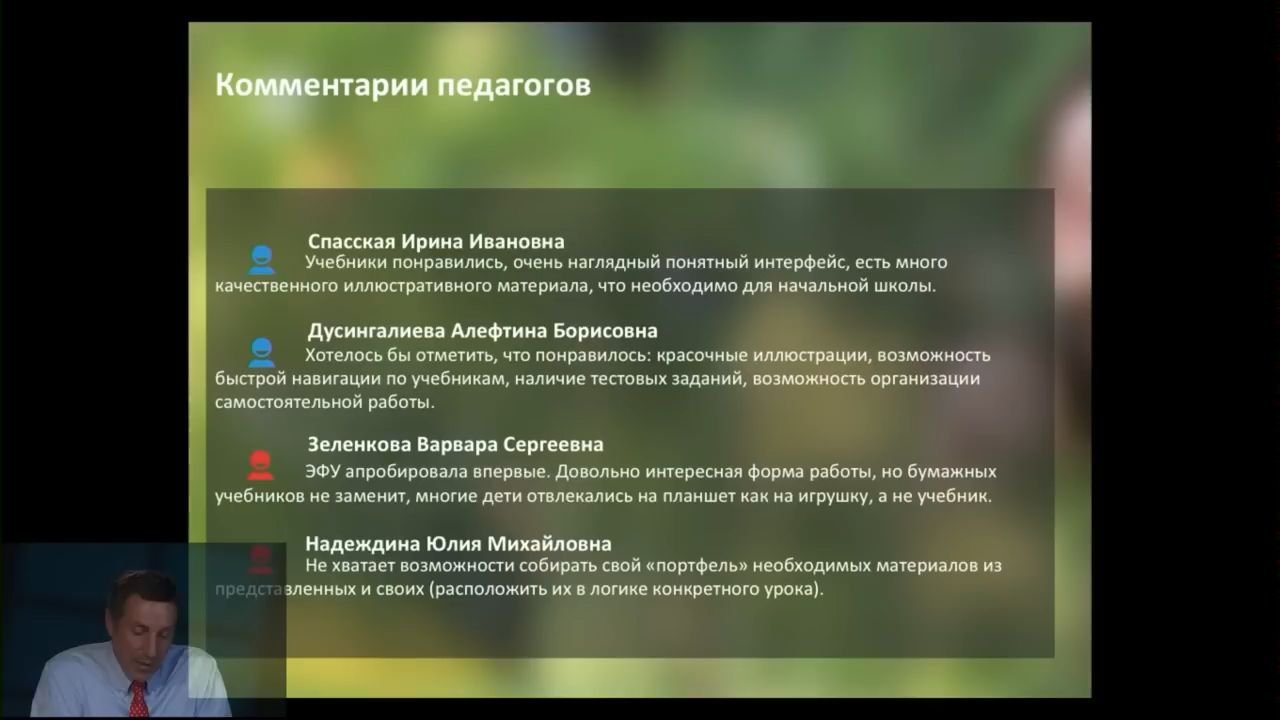 Комментарии педагогов
Спасская Ирина Ивановна
Учебники понравились, очень наглядный понятный интерфейс, есть много
качественного иллюстративного материала, что необходимо для начальной школы.
Дусингалиева Алефтина Борисовна
Хотелось бы отметить, что понравилось: красочные иллюстрации, возможность
быстрой навигации по учебникам, наличие тестовых заданий, возможность организации
самостоятельной работы.
Зеленкова Варвара Сергеевна
ЭФУ апробировала впервые. Довольно интересная форма работы, но бумажных
учебников не заменит, многие дети отвлекались на планшет как на игрушку, а не учебник.
Надеждина Юлия Михайловна
Не хватает возможности собирать свой «портфель» необходимых материалов из
представленных и своих (расположить их в логике конкретного урока).